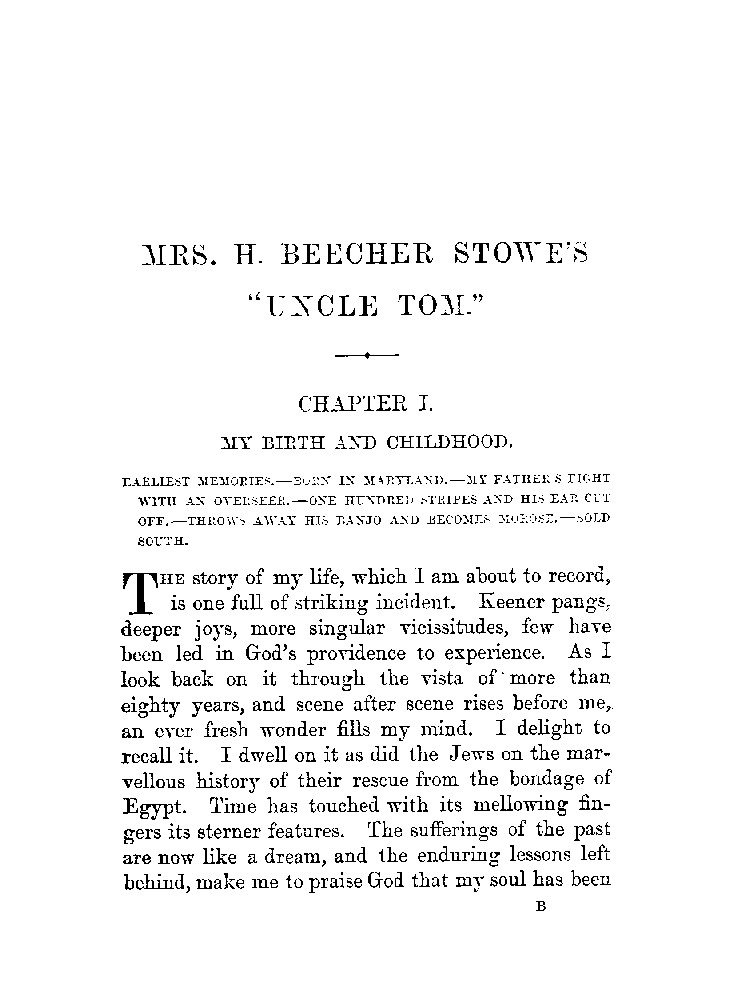 MRS. H. BEECHER STOWE'S
"UNCLE TOM."
CHAPTER I.
MY BIRTH AND CHILDHOOD.
EARLIEST MEMORIES.—BORN IN MARYLAND.—MY FATHER'S FIGHT
WITH AN OVERSEER.—ONE HUNDRED STRIPES AND HIS EAR CUT
OFF.—THROWS AWAY HIS BANJO AND BECOMES MOROSE.—SOLD
SOUTH.
THE story of my life, which I am about to record,
is one full of striking incident. Keener pangs,
deeper joys, more singular vicissitudes, few have
been led in God's providence to experience. As I
look back on it through the vista of more than
eighty years, and scene after scene rises before me,
an ever fresh wonder fills my mind. I delight to
recall it. I dwell on it as did the Jews on the mar-
vellous history of their rescue from the bondage of
Egypt. Time has touched with its mellowing fin-
gers its sterner features. The sufferings of the past
are now like a dream, and the enduring lessons left
behind, make me to praise God that my soul has been
B